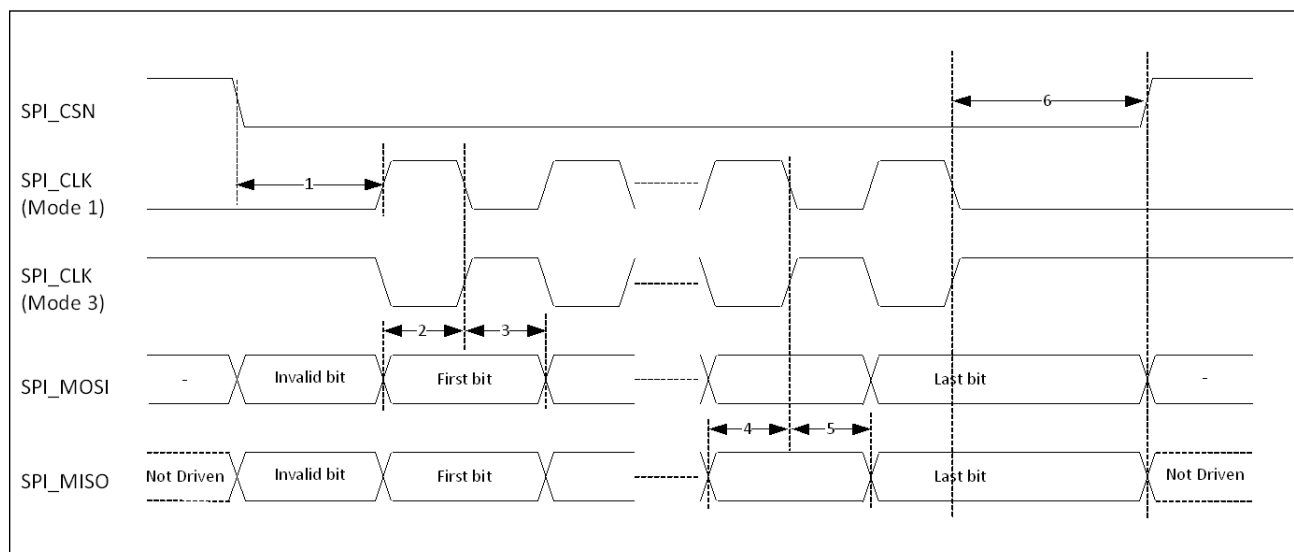 6
SPI_CSN
1
SPI_CLK
(Mode 1)
SPI_CLK
(Mode 3)
2 3
SPI_MOSI - Invalid bit First bit Last bit -
4 5
SPI_MISO Not Driven Invalid bit First bit Last bit Not Driven